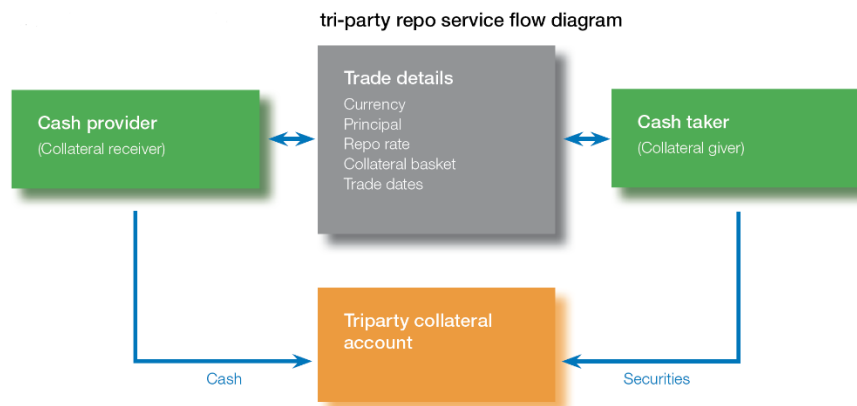 tri-party repo service flow diagram
Cash provider
(Collateral receiver)
Trade details
Currency
Principal
Repo rate
Collateral basket
Trade dates
Cash taker
(Collateral giver)
Triparty collateral
account
Cash
Securities